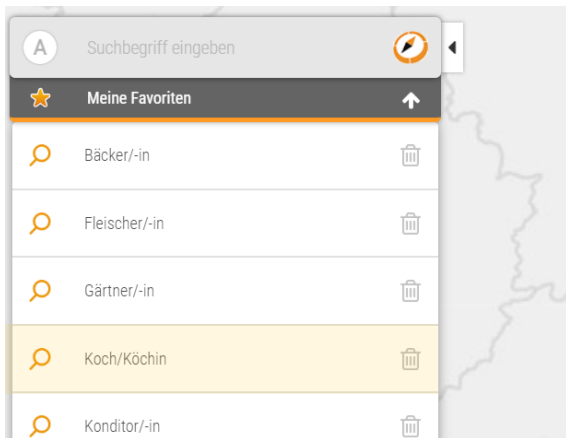 A Suchbegriff eingeben
Meine Favoriten
Bäcker/-in
Fleischer/-in
Gärtner/-in
Koch/Köchin
Konditor/-in